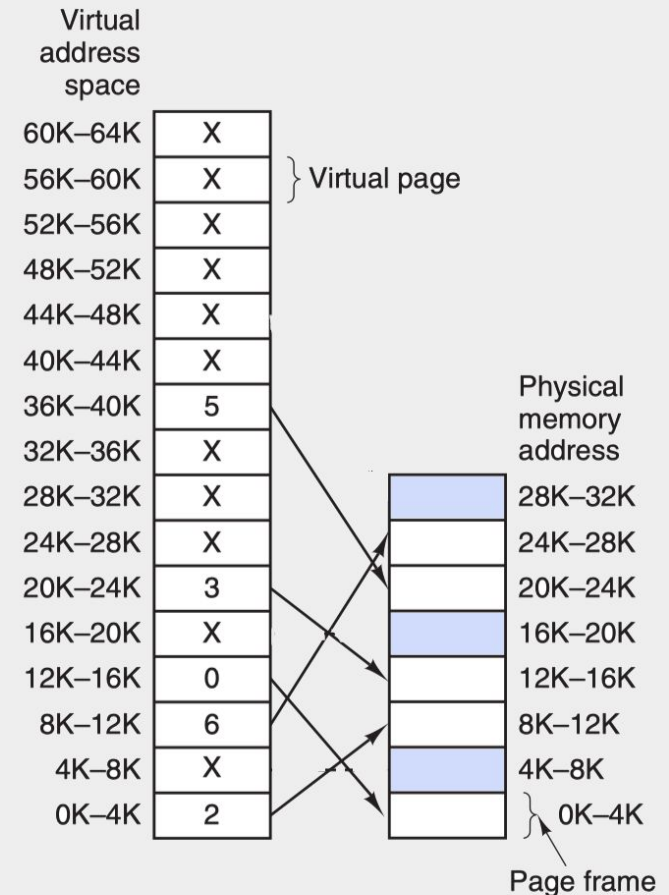 Virtual
address
space
60K–64K X
56K–60K X Virtual page
52K–56K X
48K–52K X
44K–48K X
40K–44K X
36K–40K 5
32K–36K X
28K–32K X
24K–28K X
20K–24K 3
16K–20K X
12K–16K 0
8K–12K 6
4K–8K X
0K–4K 2
Physical
memory
address
28K–32K
24K–28K
20K–24K
16K–20K
12K–16K
8K–12K
4K–8K
0K–4K
Page frame